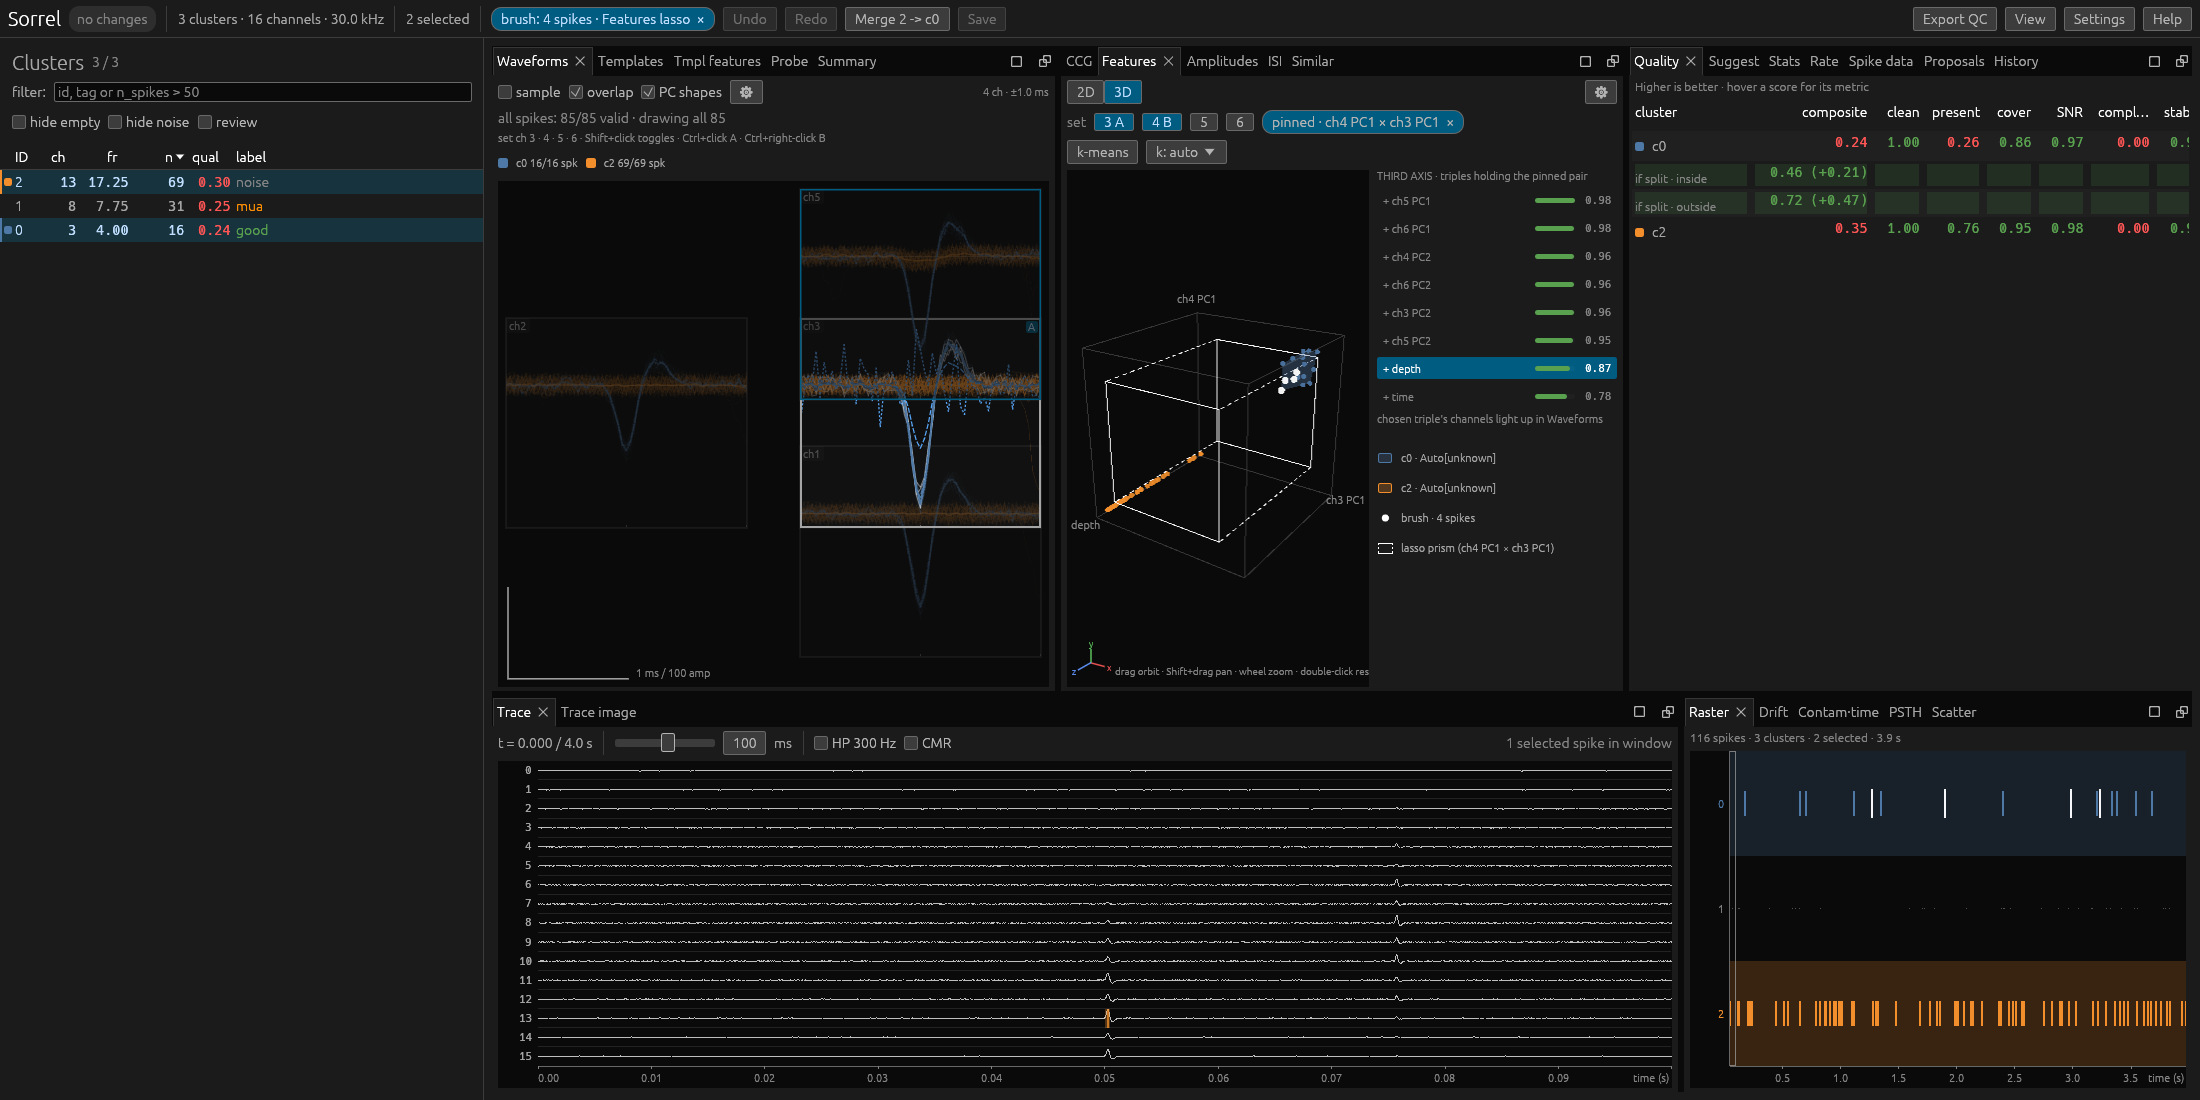 Sorrel no changes 3 clusters · 16 channels · 30.0 kHz 2 selected brush: 4 spikes · Features lasso × Undo Redo Merge 2 -> c0 Save Export QC View Settings Help
Clusters 3 / 3
filter: id, tag or n_spikes > 50
hide empty hide noise review
ID ch fr n▼ qual label
2 13 17.25 69 0.30 noise
1 8 7.75 31 0.25 mua
0 3 4.00 16 0.24 good
Waveforms Templates Tmpl features Probe Summary
sample overlap PC shapes 4 ch · ±1.0 ms
all spikes: 85/85 valid · drawing all 85
set ch 3 · 4 · 5 · 6 · Shift+click toggles · Ctrl+click A · Ctrl+right-click B
c0 16/16 spk c2 69/69 spk
ch5
ch2
ch3 A
ch1
1 ms / 100 amp
CCG Features Amplitudes ISI Similar
2D 3D
set 3 A 4 B 5 6 pinned · ch4 PC1 × ch3 PC1 ×
k-means k: auto
THIRD AXIS · triples holding the pinned pair
+ ch5 PC1 0.98
+ ch6 PC1 0.98
+ ch4 PC2 0.96
+ ch6 PC2 0.96
+ ch3 PC2 0.96
+ ch5 PC2 0.95
+ depth 0.87
+ time 0.78
chosen triple's channels light up in Waveforms
c0 · Auto[unknown]
c2 · Auto[unknown]
brush · 4 spikes
lasso prism (ch4 PC1 × ch3 PC1)
ch4 PC1
ch3 PC1
depth
y
z x
drag orbit · Shift+drag pan · wheel zoom · double-click res
Quality Suggest Stats Rate Spike data Proposals History
Higher is better · hover a score for its metric
cluster composite clean present cover SNR compl... stab
c0 0.24 1.00 0.26 0.86 0.97 0.00 0.9
if split · inside 0.46 (+0.21)
if split · outside 0.72 (+0.47)
c2 0.35 1.00 0.76 0.95 0.98 0.00 0.9
Trace Trace image
t = 0.000 / 4.0 s 100 ms HP 300 Hz CMR 1 selected spike in window
0
1
2
3
4
5
6
7
8
9
10
11
12
13
14
15
0.00 0.01 0.02 0.03 0.04 0.05 0.06 0.07 0.08 0.09 time (s)
Raster Drift Contam·time PSTH Scatter
116 spikes · 3 clusters · 2 selected · 3.9 s
0
1
2
0.5 1.0 1.5 2.0 2.5 3.0 3.5 time (s)